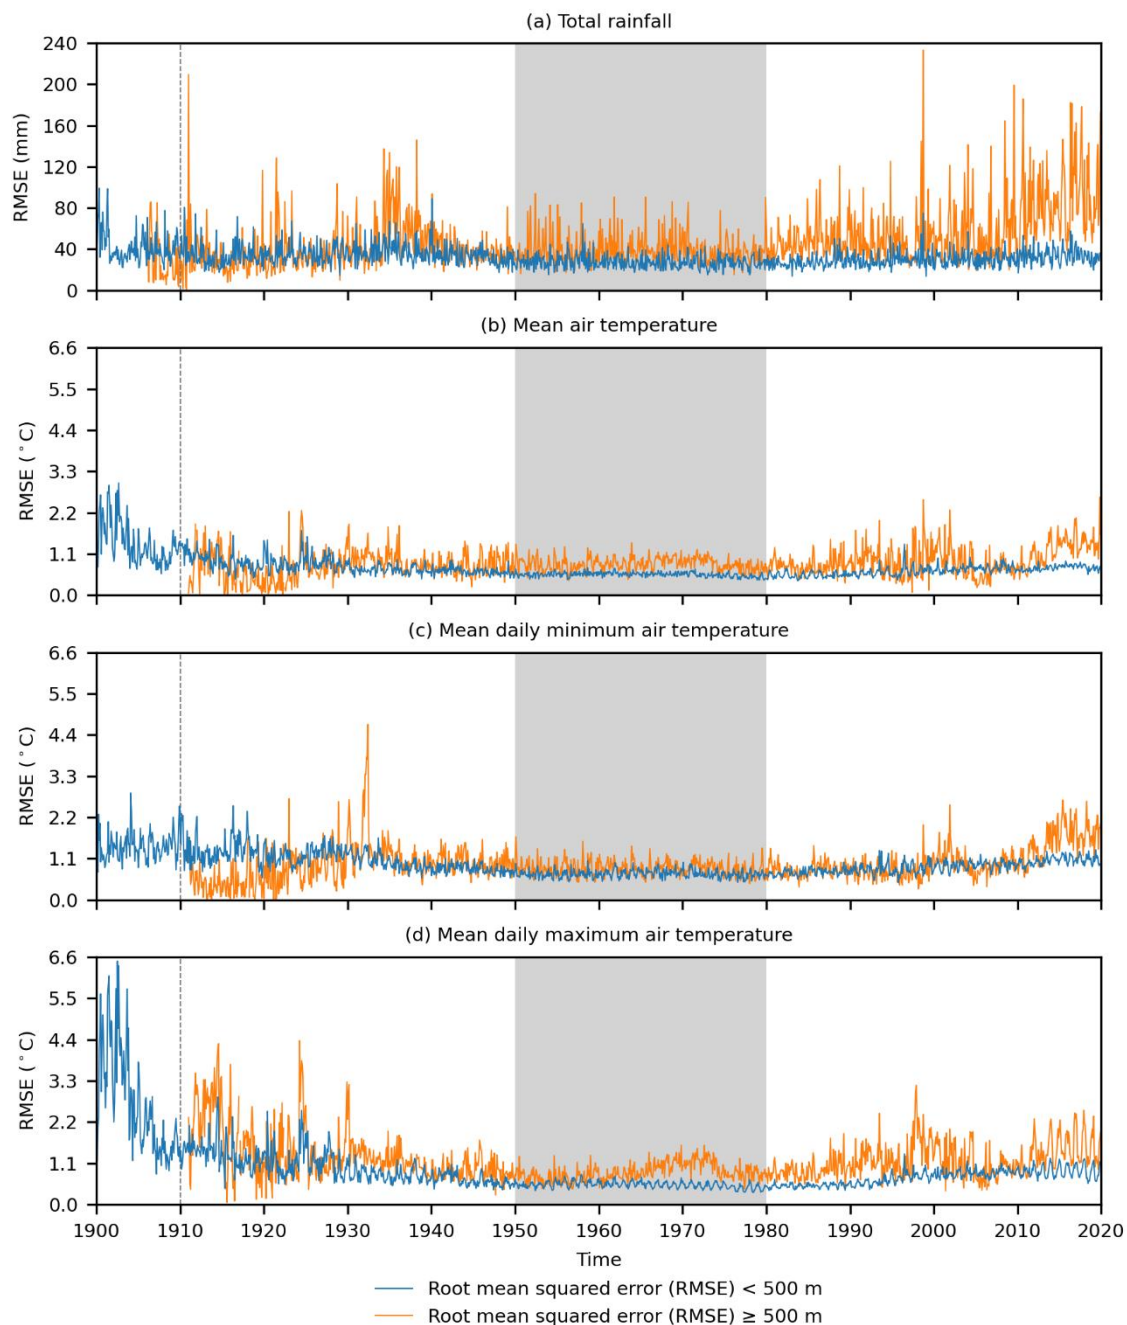 (a) Total rainfall
240
200
160
120
80
40
0
RMSE (mm)
(b) Mean air temperature
6.6
5.5
4.4
3.3
2.2
1.1
0.0
RMSE (°C)
(c) Mean daily minimum air temperature
6.6
5.5
4.4
3.3
2.2
1.1
0.0
RMSE (°C)
(d) Mean daily maximum air temperature
6.6
5.5
4.4
3.3
2.2
1.1
0.0
RMSE (°C)
1900 1910 1920 1930 1940 1950 1960 1970 1980 1990 2000 2010 2020
Time
Root mean squared error (RMSE) < 500 m
Root mean squared error (RMSE) ≥ 500 m